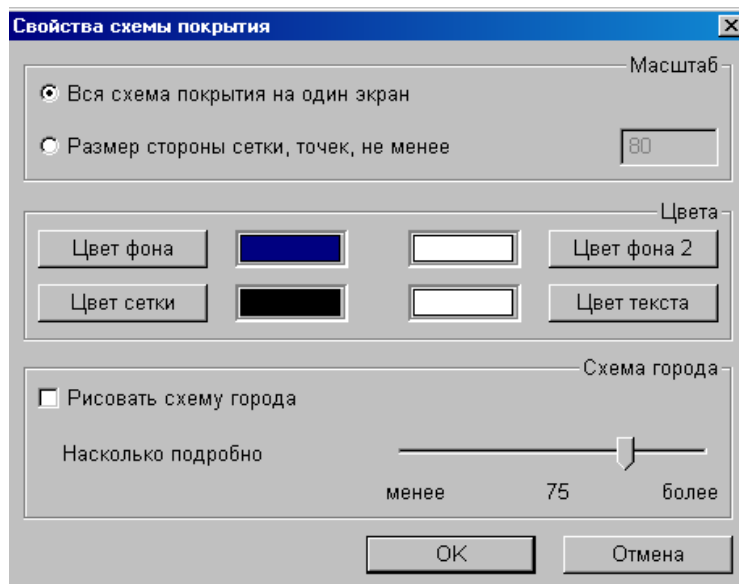 Свойства схемы покрытия
Масштаб
Вся схема покрытия на один экран
Размер стороны сетки, точек, не менее 80
Цвета
Цвет фона Цвет фона 2
Цвет сетки Цвет текста
Схема города
Рисовать схему города
Насколько подробно
менее 75 более
OK Отмена